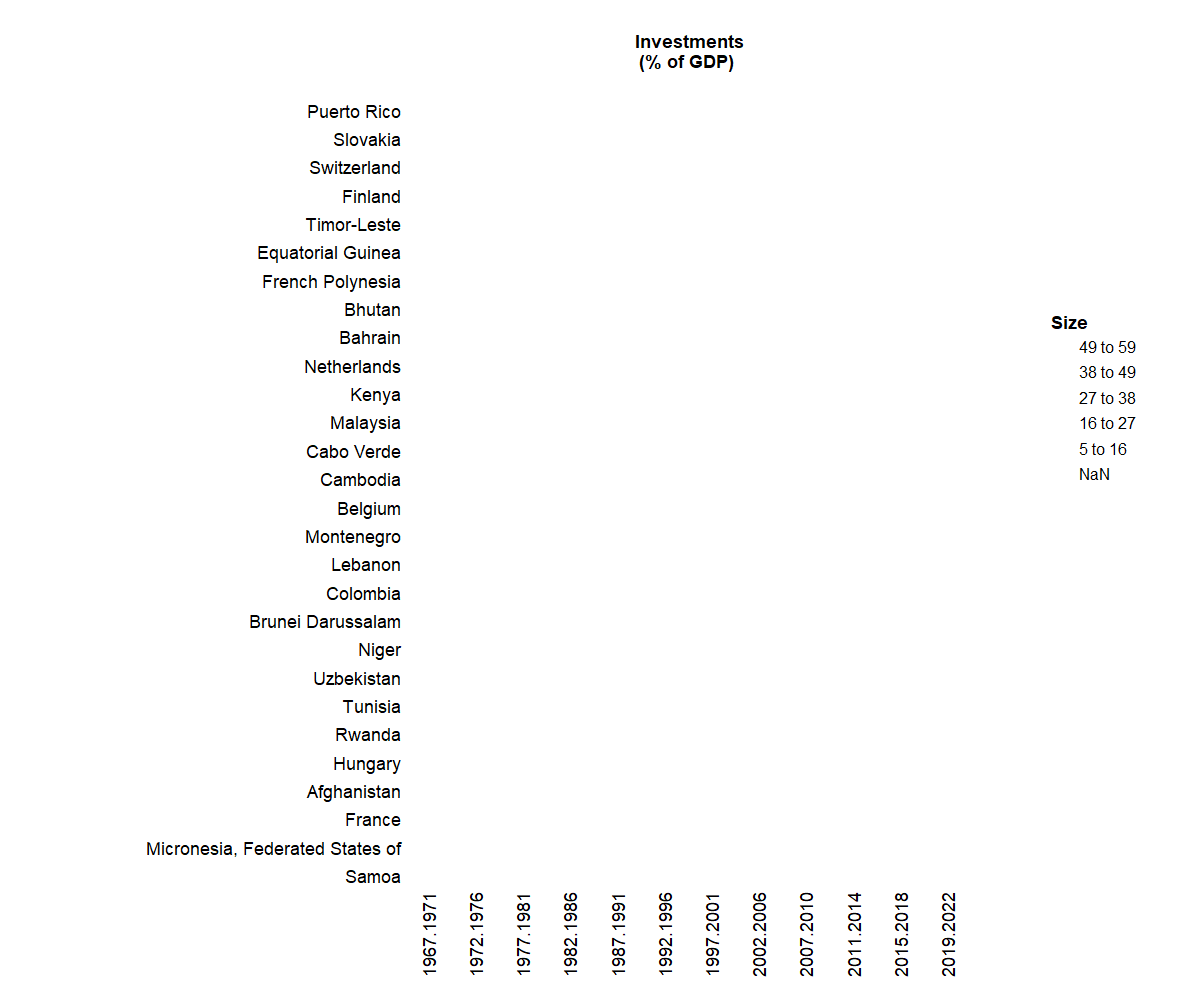 Investments
(% of GDP)
Puerto Rico
Slovakia
Switzerland
Finland
Timor-Leste
Equatorial Guinea
French Polynesia
Bhutan
Bahrain
Netherlands
Kenya
Malaysia
Cabo Verde
Cambodia
Belgium
Montenegro
Lebanon
Colombia
Brunei Darussalam
Niger
Uzbekistan
Tunisia
Rwanda
Hungary
Afghanistan
France
Micronesia, Federated States of
Samoa
1967.1971
1972.1976
1977.1981
1982.1986
1987.1991
1992.1996
1997.2001
2002.2006
2007.2010
2011.2014
2015.2018
2019.2022
Size
49 to 59
38 to 49
27 to 38
16 to 27
5 to 16
NaN